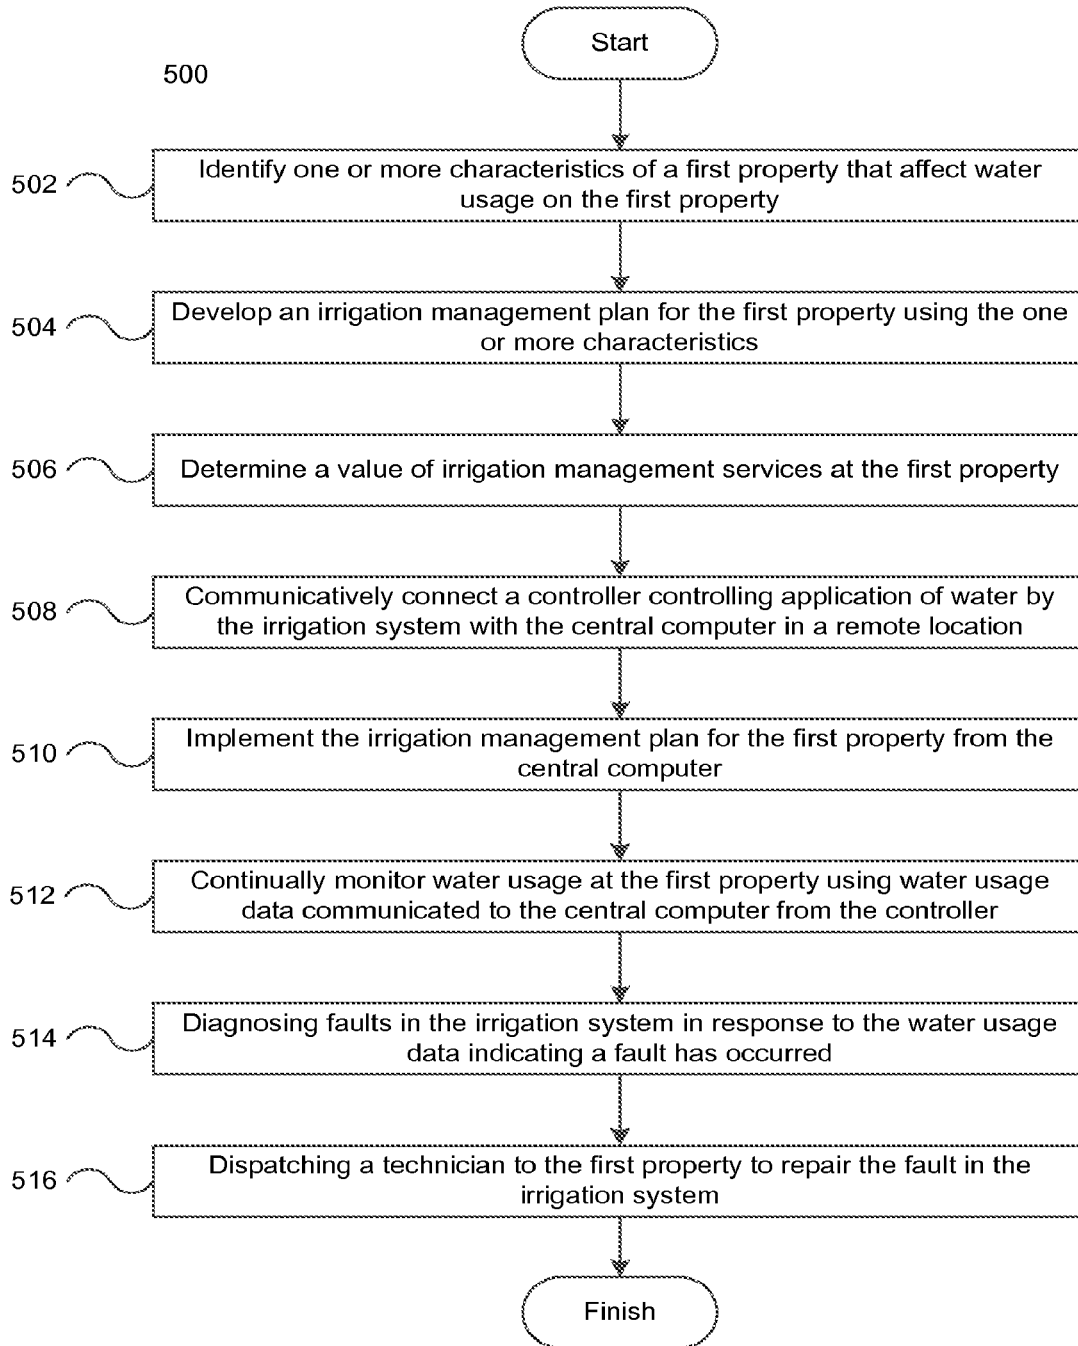 Start
500
502
Identify one or more characteristics of a first property that affect water
usage on the first property
504
Develop an irrigation management plan for the first property using the one
or more characteristics
506
Determine a value of irrigation management services at the first property
508
Communicatively connect a controller controlling application of water by
the irrigation system with the central computer in a remote location
510
Implement the irrigation management plan for the first property from the
central computer
512
Continually monitor water usage at the first property using water usage
data communicated to the central computer from the controller
514
Diagnosing faults in the irrigation system in response to the water usage
data indicating a fault has occurred
516
Dispatching a technician to the first property to repair the fault in the
irrigation system
Finish